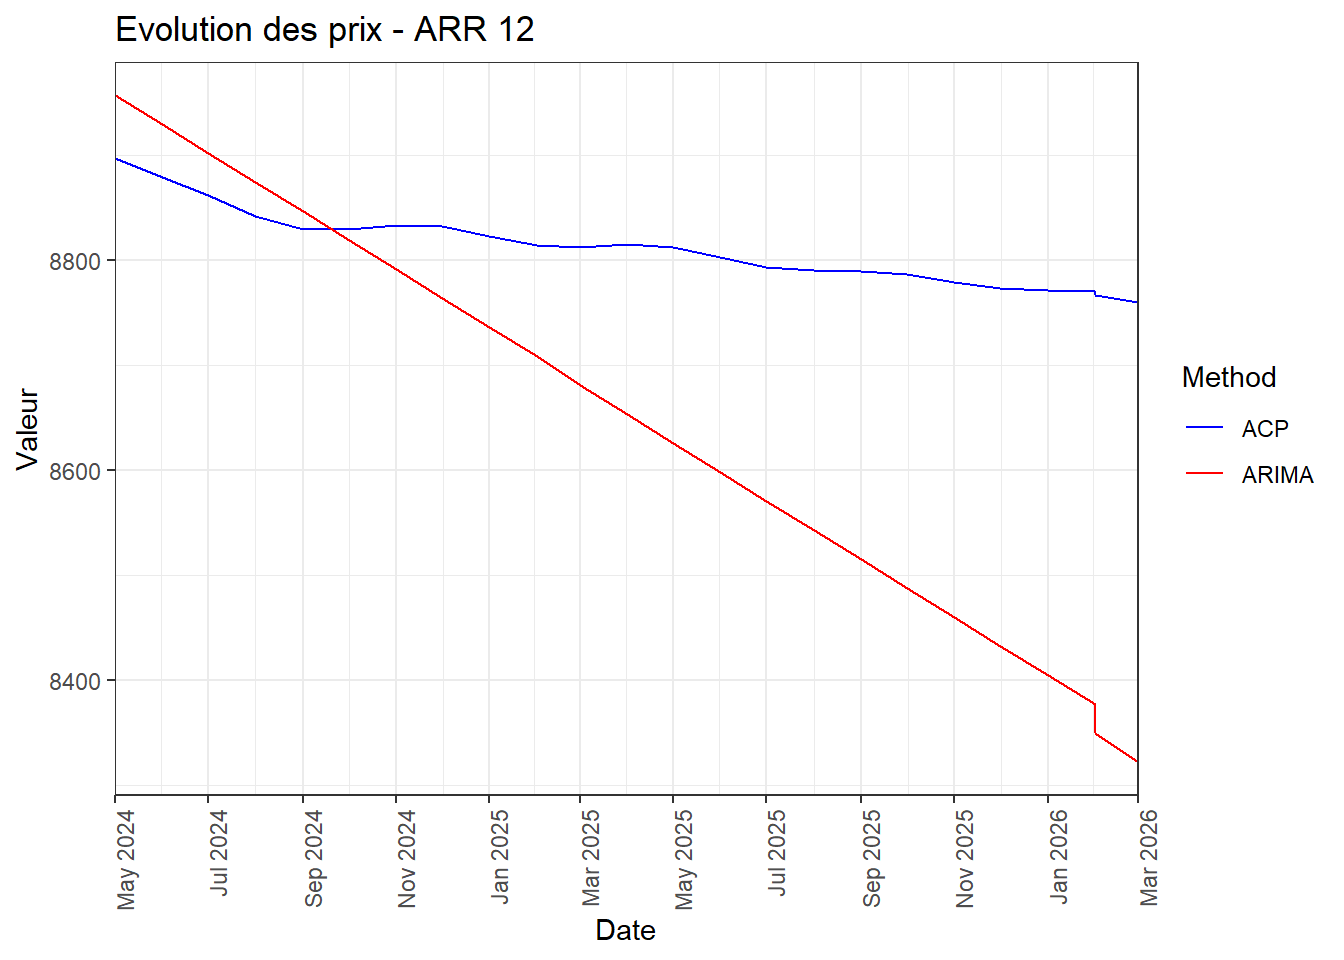 Evolution des prix - ARR 12
Valeur
8800
8600
8400
May 2024
Jul 2024
Sep 2024
Nov 2024
Jan 2025
Mar 2025
May 2025
Jul 2025
Sep 2025
Nov 2025
Jan 2026
Mar 2026
Date
Method
ACP
ARIMA